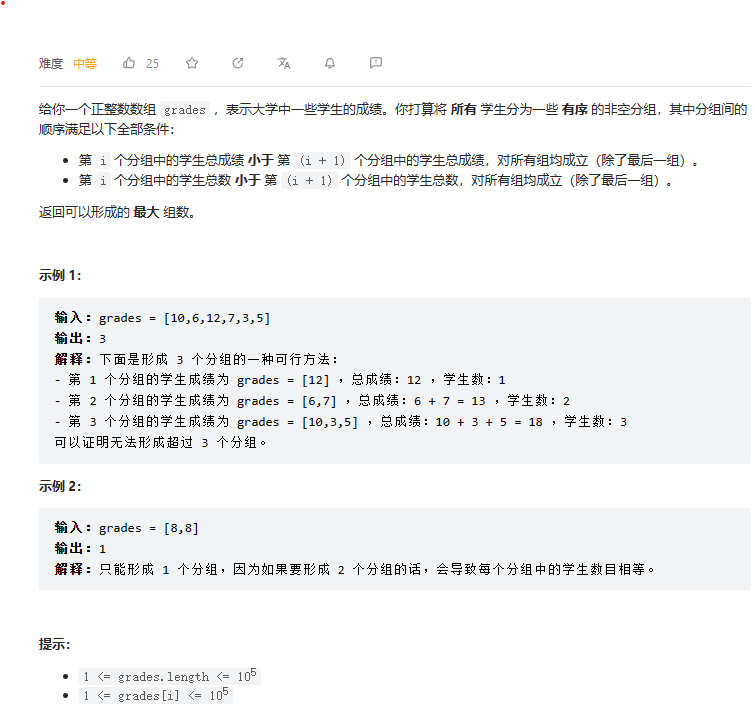 难度 中等 25
给你一个正整数数组 grades ，表示大学中一些学生的成绩。你打算将 所有 学生分为一些 有序 的非空分组，其中分组间的
顺序满足以下全部条件：
第 i 个分组中的学生总成绩 小于 第 (i + 1) 个分组中的学生总成绩，对所有组均成立（除了最后一组）。
第 i 个分组中的学生总数 小于 第 (i + 1) 个分组中的学生总数，对所有组均成立（除了最后一组）。
返回可以形成的 最大 组数。
示例 1：
输入：grades = [10,6,12,7,3,5]
输出：3
解释：下面是形成 3 个分组的一种可行方法：
- 第 1 个分组的学生成绩为 grades = [12] ，总成绩：12 ，学生数：1
- 第 2 个分组的学生成绩为 grades = [6,7] ，总成绩：6 + 7 = 13 ，学生数：2
- 第 3 个分组的学生成绩为 grades = [10,3,5] ，总成绩：10 + 3 + 5 = 18 ，学生数：3
可以证明无法形成超过 3 个分组。
示例 2：
输入：grades = [8,8]
输出：1
解释：只能形成 1 个分组，因为如果要形成 2 个分组的话，会导致每个分组中的学生数目相等。
提示：
1 <= grades.length <= 10⁵
1 <= grades[i] <= 10⁵